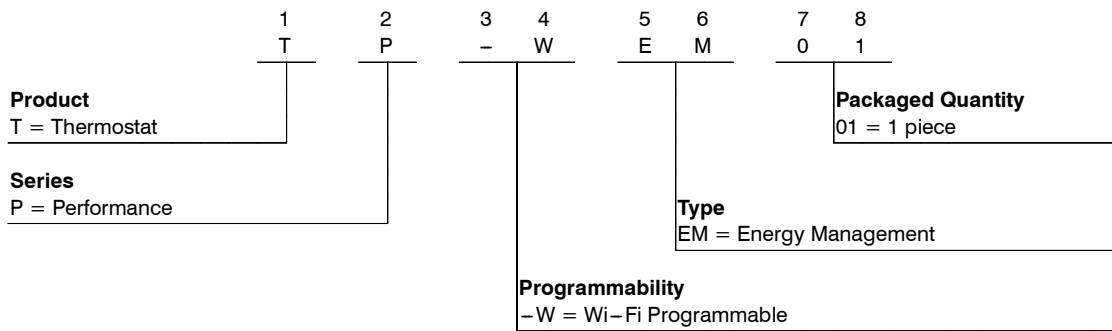 1 2 3 4 5 6 7 8
T P – W E M 0 1
Product
T = Thermostat
Packaged Quantity
01 = 1 piece
Series
P = Performance
Type
EM = Energy Management
Programmability
–W = Wi–Fi Programmable